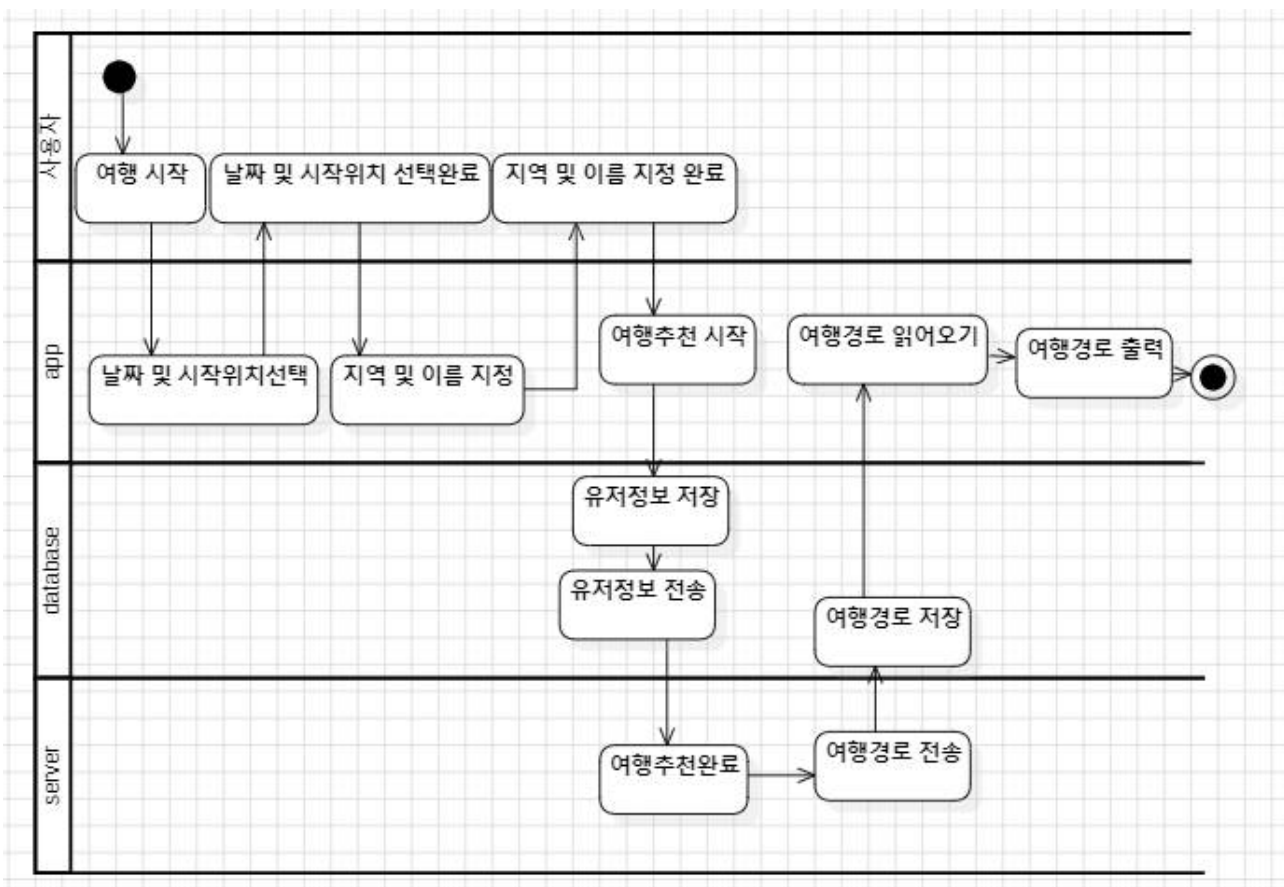 사용자
여행 시작
날짜 및 시작위치 선택완료
지역 및 이름 지정 완료
app
날짜 및 시작위치선택
지역 및 이름 지정
여행추천 시작
여행경로 읽어오기
여행경로 출력
database
유저정보 저장
유저정보 전송
여행경로 저장
server
여행추천완료
여행경로 전송